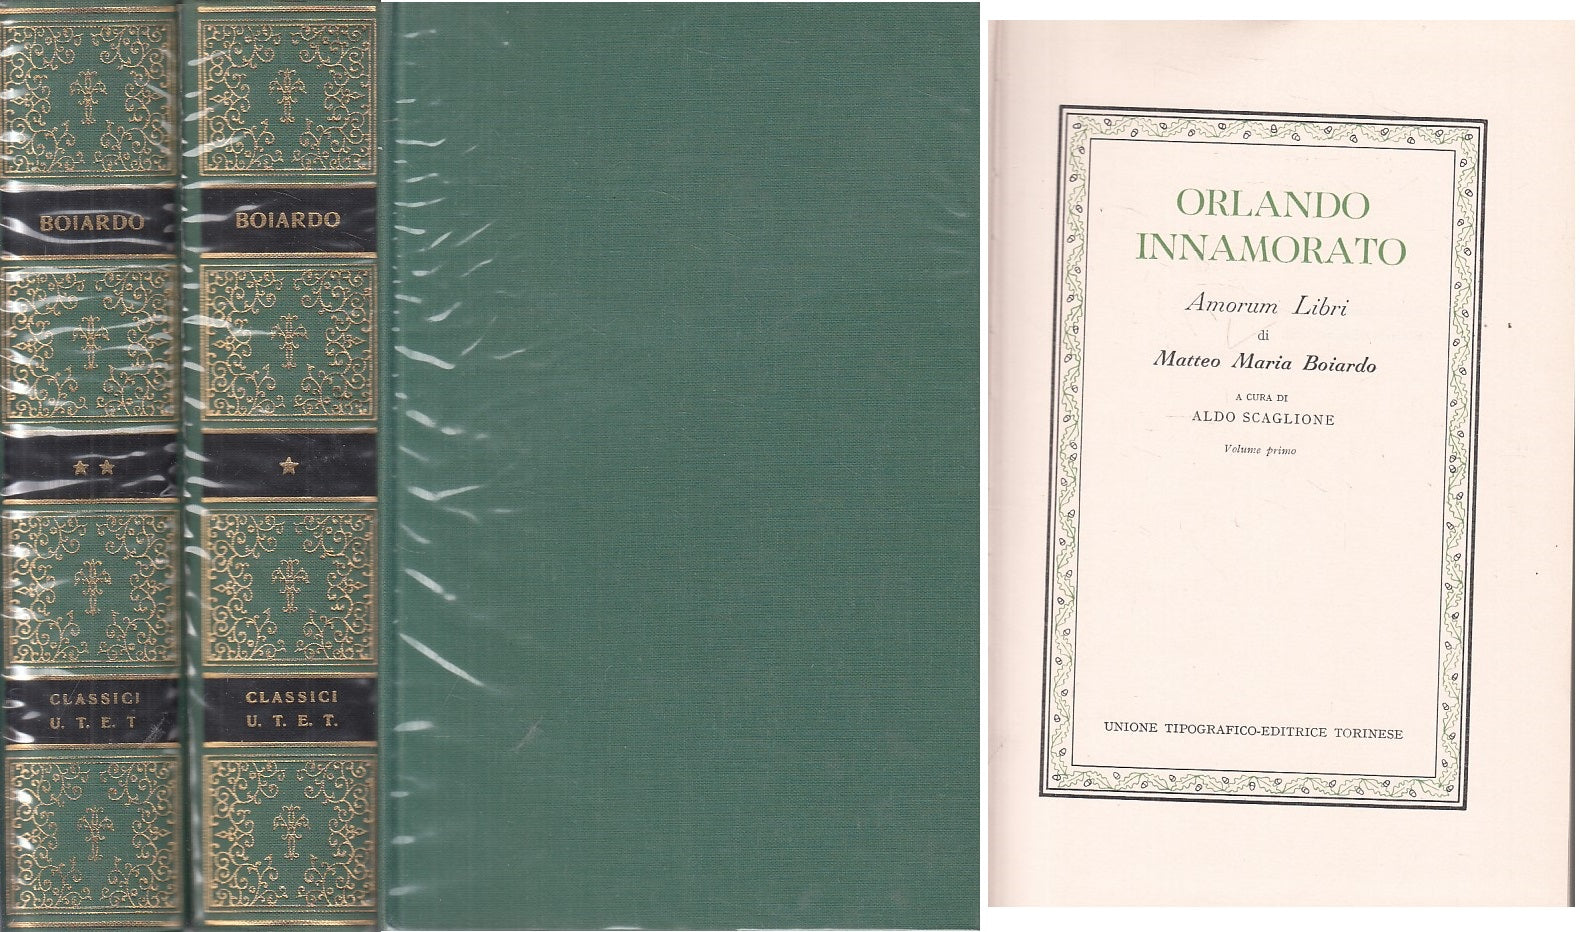 BOIARDO
★★
CLASSICI
U. T. E. T
BOIARDO
★
CLASSICI
U. T. E. T.
ORLANDO
INNAMORATO
Amorum Libri
di
Matteo Maria Boiardo
A CURA DI
ALDO SCAGLIONE
Volume primo
UNIONE TIPOGRAFICO-EDITRICE TORINESE